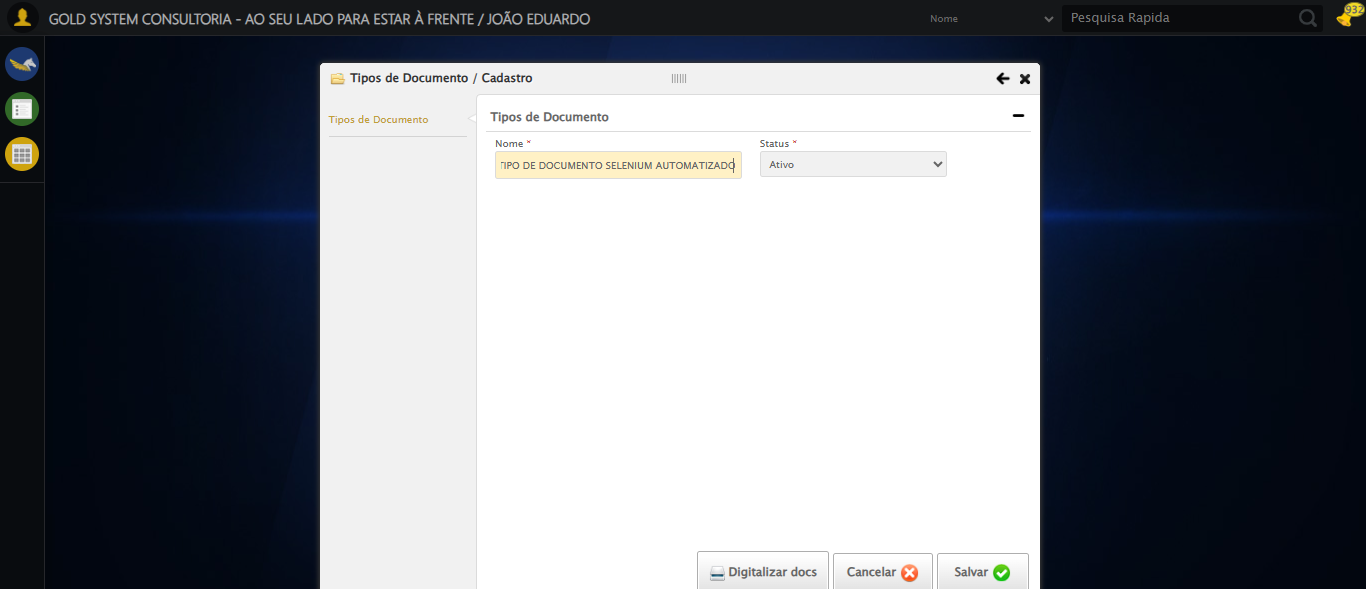 GOLD SYSTEM CONSULTORIA - AO SEU LADO PARA ESTAR À FRENTE / JOÃO EDUARDO
Nome
Pesquisa Rapida
932
Tipos de Documento / Cadastro
Tipos de Documento
Tipos de Documento
Nome *
Status *
TIPO DE DOCUMENTO SELENIUM AUTOMATIZADO
Ativo
Digitalizar docs
Cancelar
Salvar